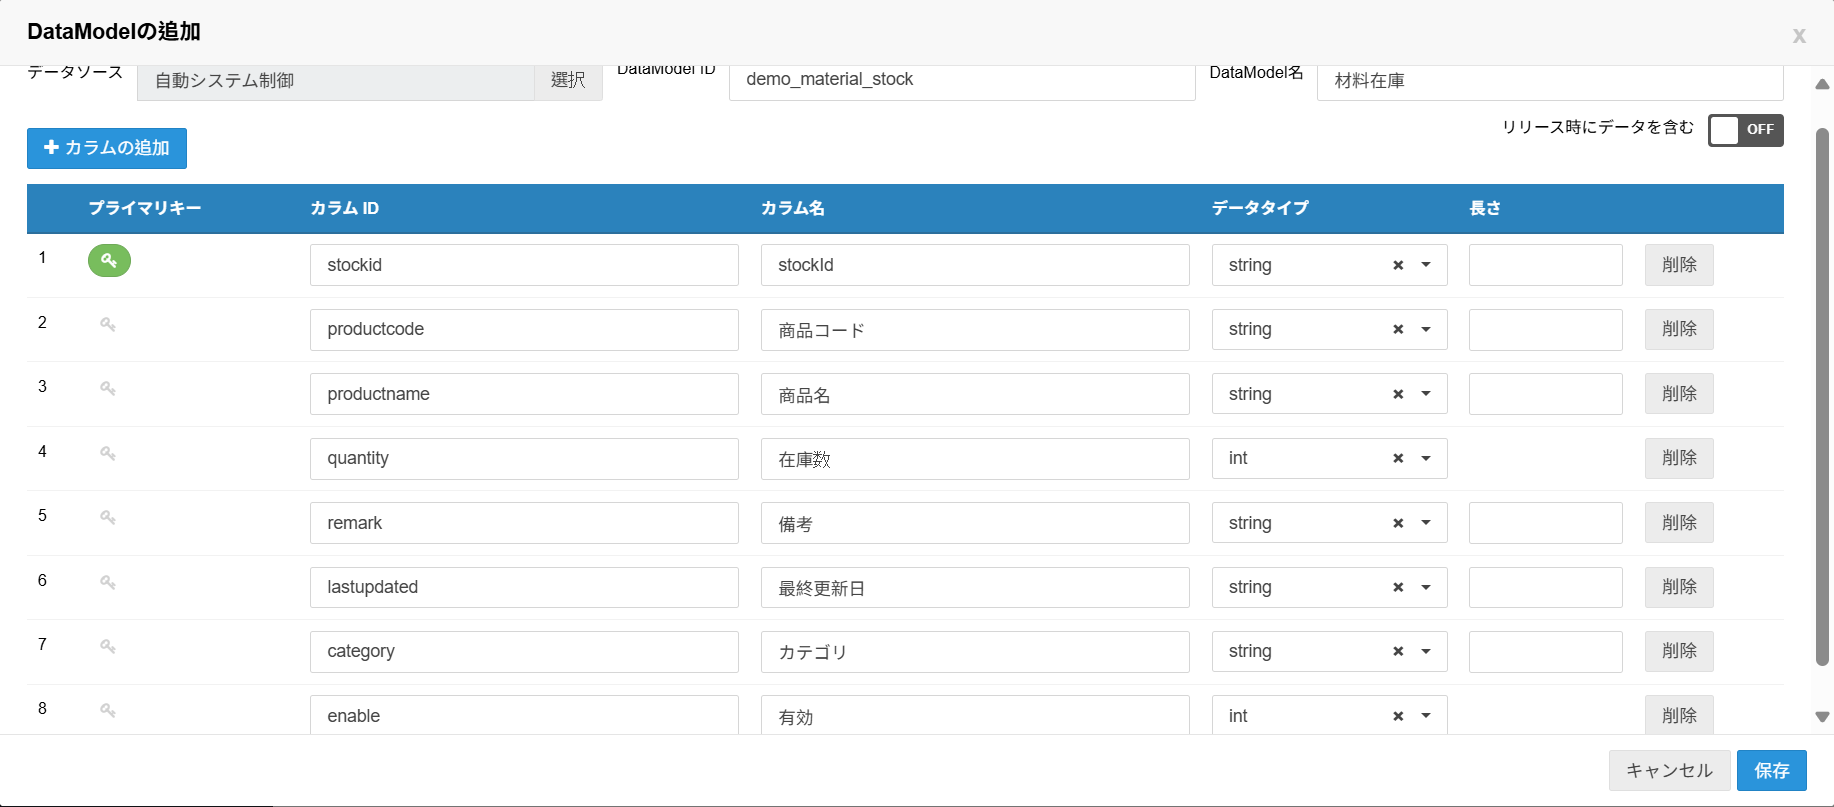 DataModelの追加
x
データソース 自動システム制御 選択 DataModel ID demo_material_stock DataModel名 材料在庫
リリース時にデータを含む OFF
カラムの追加
プライマリキー カラム ID カラム名 データタイプ 長さ
1 stockid stockId string 削除
2 productcode 商品コード string 削除
3 productname 商品名 string 削除
4 quantity 在庫数 int 削除
5 remark 備考 string 削除
6 lastupdated 最終更新日 string 削除
7 category カテゴリ string 削除
8 enable 有効 int 削除
キャンセル 保存